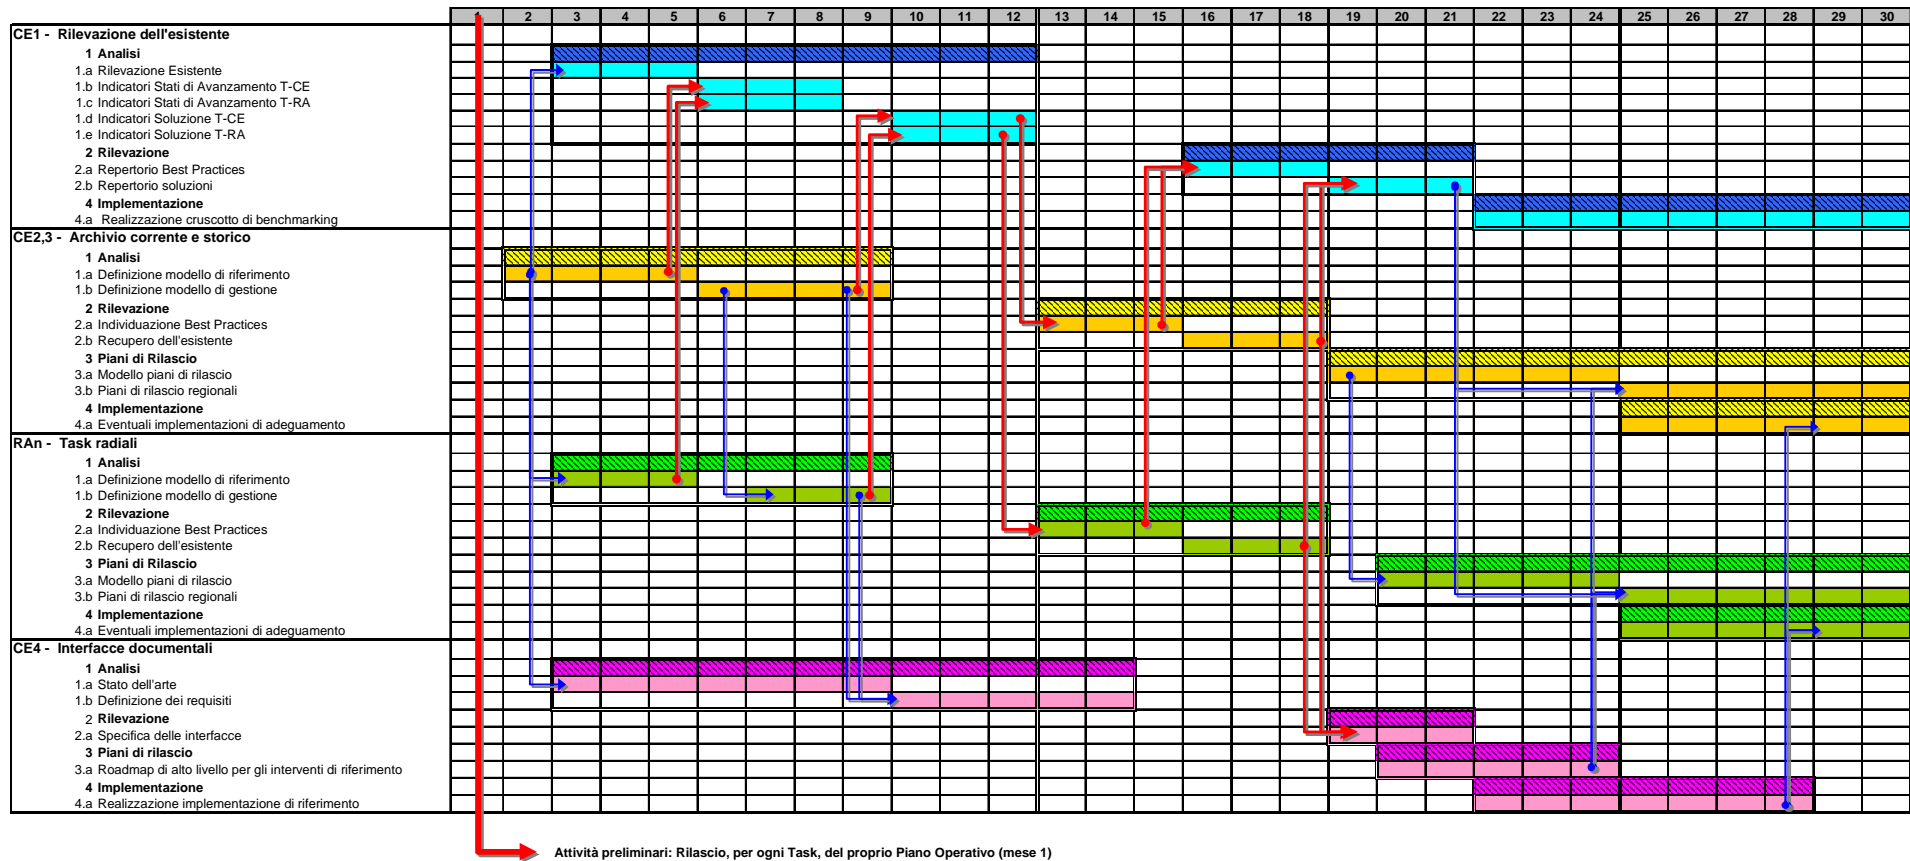 1 2 3 4 5 6 7 8 9 10 11 12 13 14 15 16 17 18 19 20 21 22 23 24 25 26 27 28 29 30
CE1 - Rilevazione dell'esistente
1 Analisi
1.a Rilevazione Esistente
1.b Indicatori Stati di Avanzamento T-CE
1.c Indicatori Stati di Avanzamento T-RA
1.d Indicatori Soluzione T-CE
1.e Indicatori Soluzione T-RA
2 Rilevazione
2.a Repertorio Best Practices
2.b Repertorio soluzioni
4 Implementazione
4.a Realizzazione cruscotto di benchmarking
CE2,3 - Archivio corrente e storico
1 Analisi
1.a Definizione modello di riferimento
1.b Definizione modello di gestione
2 Rilevazione
2.a Individuazione Best Practices
2.b Recupero dell'esistente
3 Piani di Rilascio
3.a Modello piani di rilascio
3.b Piani di rilascio regionali
4 Implementazione
4.a Eventuali implementazioni di adeguamento
RAn - Task radiali
1 Analisi
1.a Definizione modello di riferimento
1.b Definizione modello di gestione
2 Rilevazione
2.a Individuazione Best Practices
2.b Recupero dell'esistente
3 Piani di Rilascio
3.a Modello piani di rilascio
3.b Piani di rilascio regionali
4 Implementazione
4.a Eventuali implementazioni di adeguamento
CE4 - Interfacce documentali
1 Analisi
1.a Stato dell'arte
1.b Definizione dei requisiti
2 Rilevazione
2.a Specifica delle interfacce
3 Piani di rilascio
3.a Roadmap di alto livello per gli interventi di riferimento
4 Implementazione
4.a Realizzazione implementazione di riferimento
Attività preliminari: Rilascio, per ogni Task, del proprio Piano Operativo (mese 1)